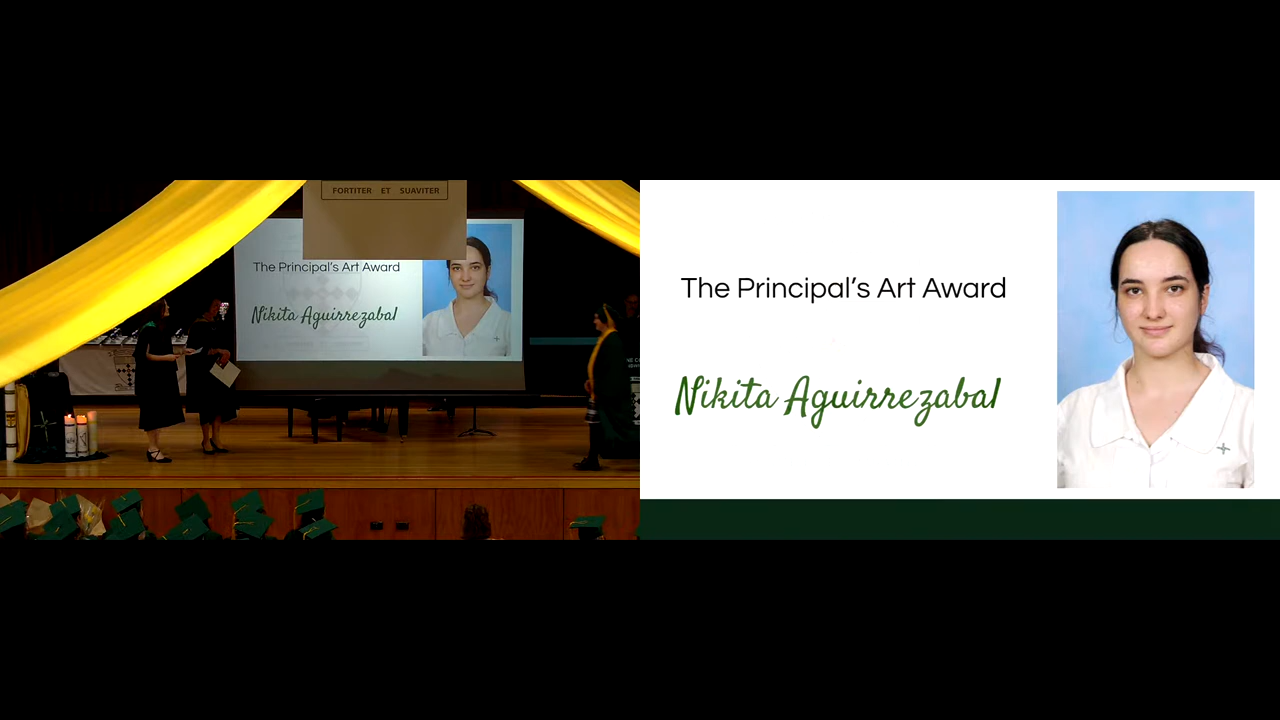 FORTITER ET SUAVITER
The Principal's Art Award
Nikita Aguirrezabal
The Principal's Art Award
Nikita Aguirrezabal